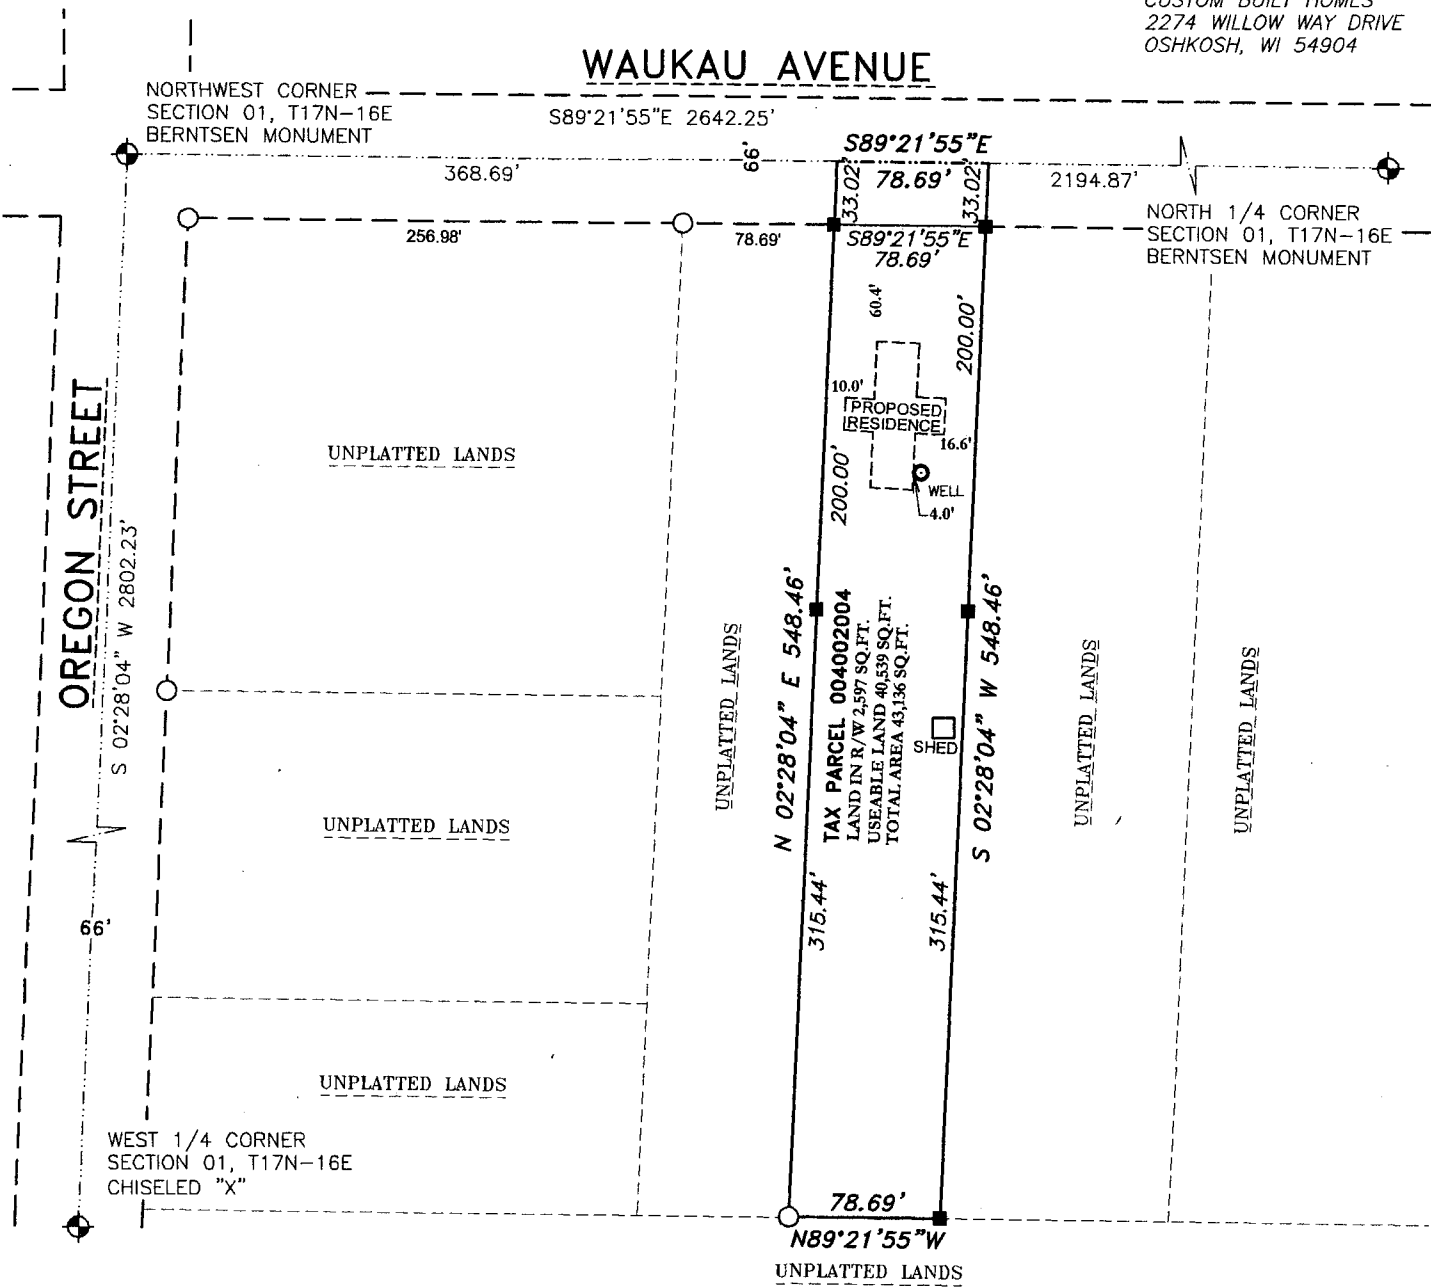 CUSTOM BUILT HOMES
2274 WILLOW WAY DRIVE
OSHKOSH, WI 54904
WAUKAU AVENUE
NORTHWEST CORNER
SECTION 01, T17N-16E
BERNTSEN MONUMENT
S89°21'55"E 2642.25'
S89°21'55"E
368.69'
66'
33.02'
78.69'
33.02'
2194.87'
NORTH 1/4 CORNER
SECTION 01, T17N-16E
BERNTSEN MONUMENT
256.98'
78.69'
S89°21'55"E
78.69'
60.4'
200.00'
10.0'
PROPOSED
RESIDENCE
16.6'
200.00'
WELL
4.0'
OREGON STREET
S 02°28'04" W 2802.23'
UNPLATTED LANDS
UNPLATTED LANDS
N 02°28'04" E 548.46'
TAX PARCEL 004002004
LAND IN R/W 2,597 SQ.FT.
USEABLE LAND 40,539 SQ.FT.
TOTAL AREA 43,136 SQ.FT.
SHED
S 02°28'04" W 548.46'
UNPLATTED LANDS
UNPLATTED LANDS
UNPLATTED LANDS
66'
315.44'
315.44'
UNPLATTED LANDS
WEST 1/4 CORNER
SECTION 01, T17N-16E
CHISELED "X"
78.69'
N89°21'55"W
UNPLATTED LANDS